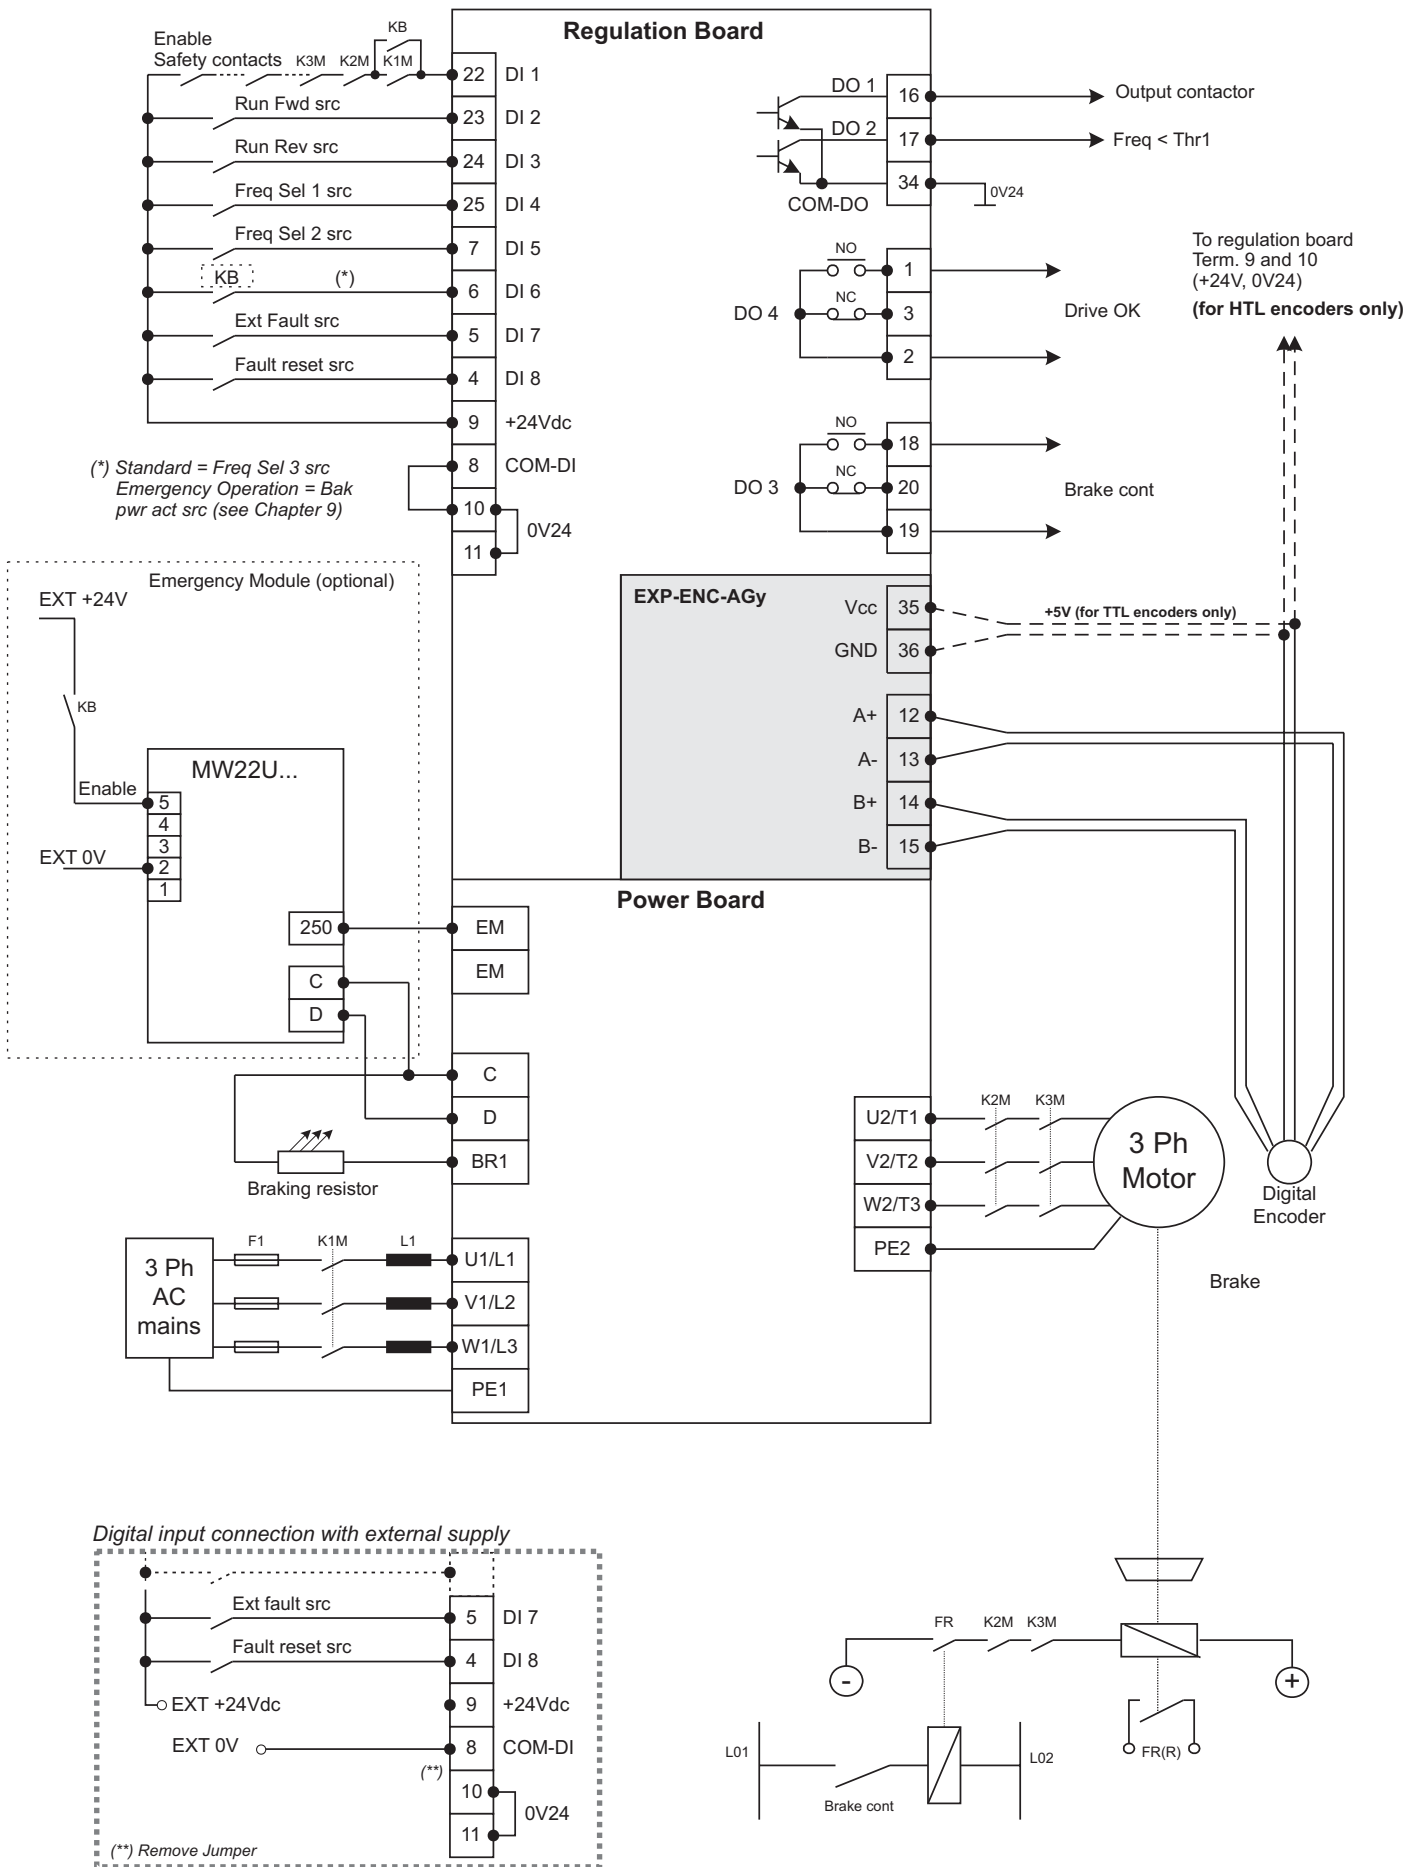 Regulation Board
Enable
Safety contacts
K3M
K2M
K1M
KB
22
DI 1
Run Fwd src
23
DI 2
Run Rev src
24
DI 3
Freq Sel 1 src
25
DI 4
Freq Sel 2 src
7
DI 5
KB
(*)
6
DI 6
Ext Fault src
5
DI 7
Fault reset src
4
DI 8
9
+24Vdc
8
COM-DI
10
11
0V24
(*) Standard = Freq Sel 3 src
Emergency Operation = Bak
pwr act src (see Chapter 9)
DO 1
16
Output contactor
DO 2
17
Freq < Thr1
34
COM-DO
0V24
NO
1
NC
DO 4
3
Drive OK
2
NO
18
NC
DO 3
20
Brake cont
19
To regulation board
Term. 9 and 10
(+24V, 0V24)
(for HTL encoders only)
EXP-ENC-AGy
Vcc
35
+5V (for TTL encoders only)
GND
36
A+
12
A-
13
B+
14
B-
15
Emergency Module (optional)
EXT +24V
KB
MW22U...
Enable
5
4
3
EXT 0V
2
1
250
C
D
Power Board
EM
EM
C
D
BR1
Braking resistor
3 Ph
AC
mains
F1
K1M
L1
U1/L1
V1/L2
W1/L3
PE1
U2/T1
V2/T2
W2/T3
PE2
K2M
K3M
3 Ph
Motor
Digital
Encoder
Brake
Digital input connection with external supply
Ext fault src
5
DI 7
Fault reset src
4
DI 8
EXT +24Vdc
9
+24Vdc
EXT 0V
8
COM-DI
(**)
10
11
0V24
(**) Remove Jumper
FR
K2M
K3M
-
+
FR(R)
L01
Brake cont
L02